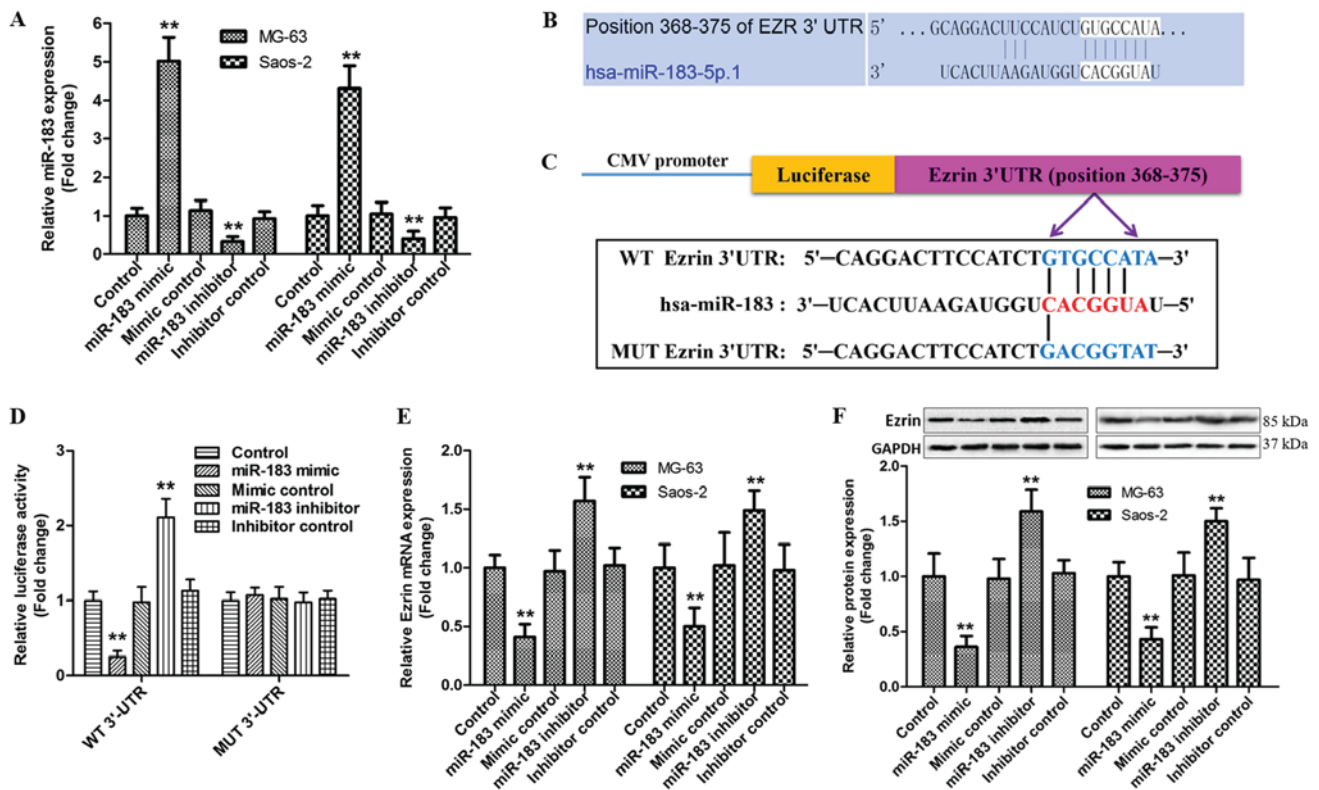 A
Relative miR-183 expression
(Fold change)
6
5
4
3
2
1
0
MG-63
Saos-2
**
**
**
**
Control
miR-183 mimic
Mimic control
miR-183 inhibitor
Inhibitor control
Control
miR-183 mimic
Mimic control
miR-183 inhibitor
Inhibitor control
B
Position 368-375 of EZR 3' UTR 5' ...GCAGGACUUCCAUCUGUGCCAUA...
hsa-miR-183-5p.1 3' UCACUUAAGAUGGUCACGGUAU
C
CMV promoter
Luciferase
Ezrin 3'UTR (position 368-375)
WT Ezrin 3'UTR: 5'–CAGGACTTCCATCTGTGCCATA–3'
hsa-miR-183 : 3'–UCACUUAAGAUGGUCACGGUAU–5'
MUT Ezrin 3'UTR: 5'–CAGGACTTCCATCTGACGGTAT–3'
D
Relative luciferase activity
(Fold change)
3
2
1
0
Control
miR-183 mimic
Mimic control
miR-183 inhibitor
Inhibitor control
**
**
WT 3'-UTR
MUT 3'-UTR
E
Relative Ezrin mRNA expression
(Fold change)
2.0
1.5
1.0
0.5
0.0
MG-63
Saos-2
**
**
**
**
Control
miR-183 mimic
Mimic control
miR-183 inhibitor
Inhibitor control
Control
miR-183 mimic
Mimic control
miR-183 inhibitor
Inhibitor control
F
Ezrin
85 kDa
GAPDH
37 kDa
Relative protein expression
(Fold change)
2.0
1.5
1.0
0.5
0.0
MG-63
Saos-2
**
**
**
**
Control
miR-183 mimic
Mimic control
miR-183 inhibitor
Inhibitor control
Control
miR-183 mimic
Mimic control
miR-183 inhibitor
Inhibitor control